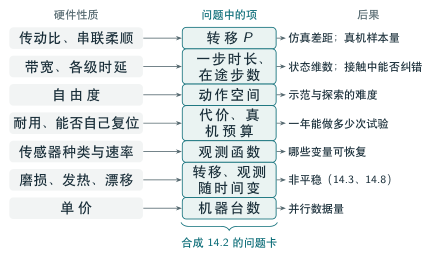 硬件性质 问题中的项 后果
传动比、串联柔顺 转移 P 仿真差距；真机样本量
带宽、各级时延 一步时长、在途步数 状态维数；接触中能否纠错
自由度 动作空间 示范与探索的难度
耐用、能否自己复位 代价、真机预算 一年能做多少次试验
传感器种类与速率 观测函数 哪些变量可恢复
磨损、发热、漂移 转移、观测随时间变 非平稳（14.3、14.8）
单价 机器台数 并行数据量
合成 14.2 的问题卡